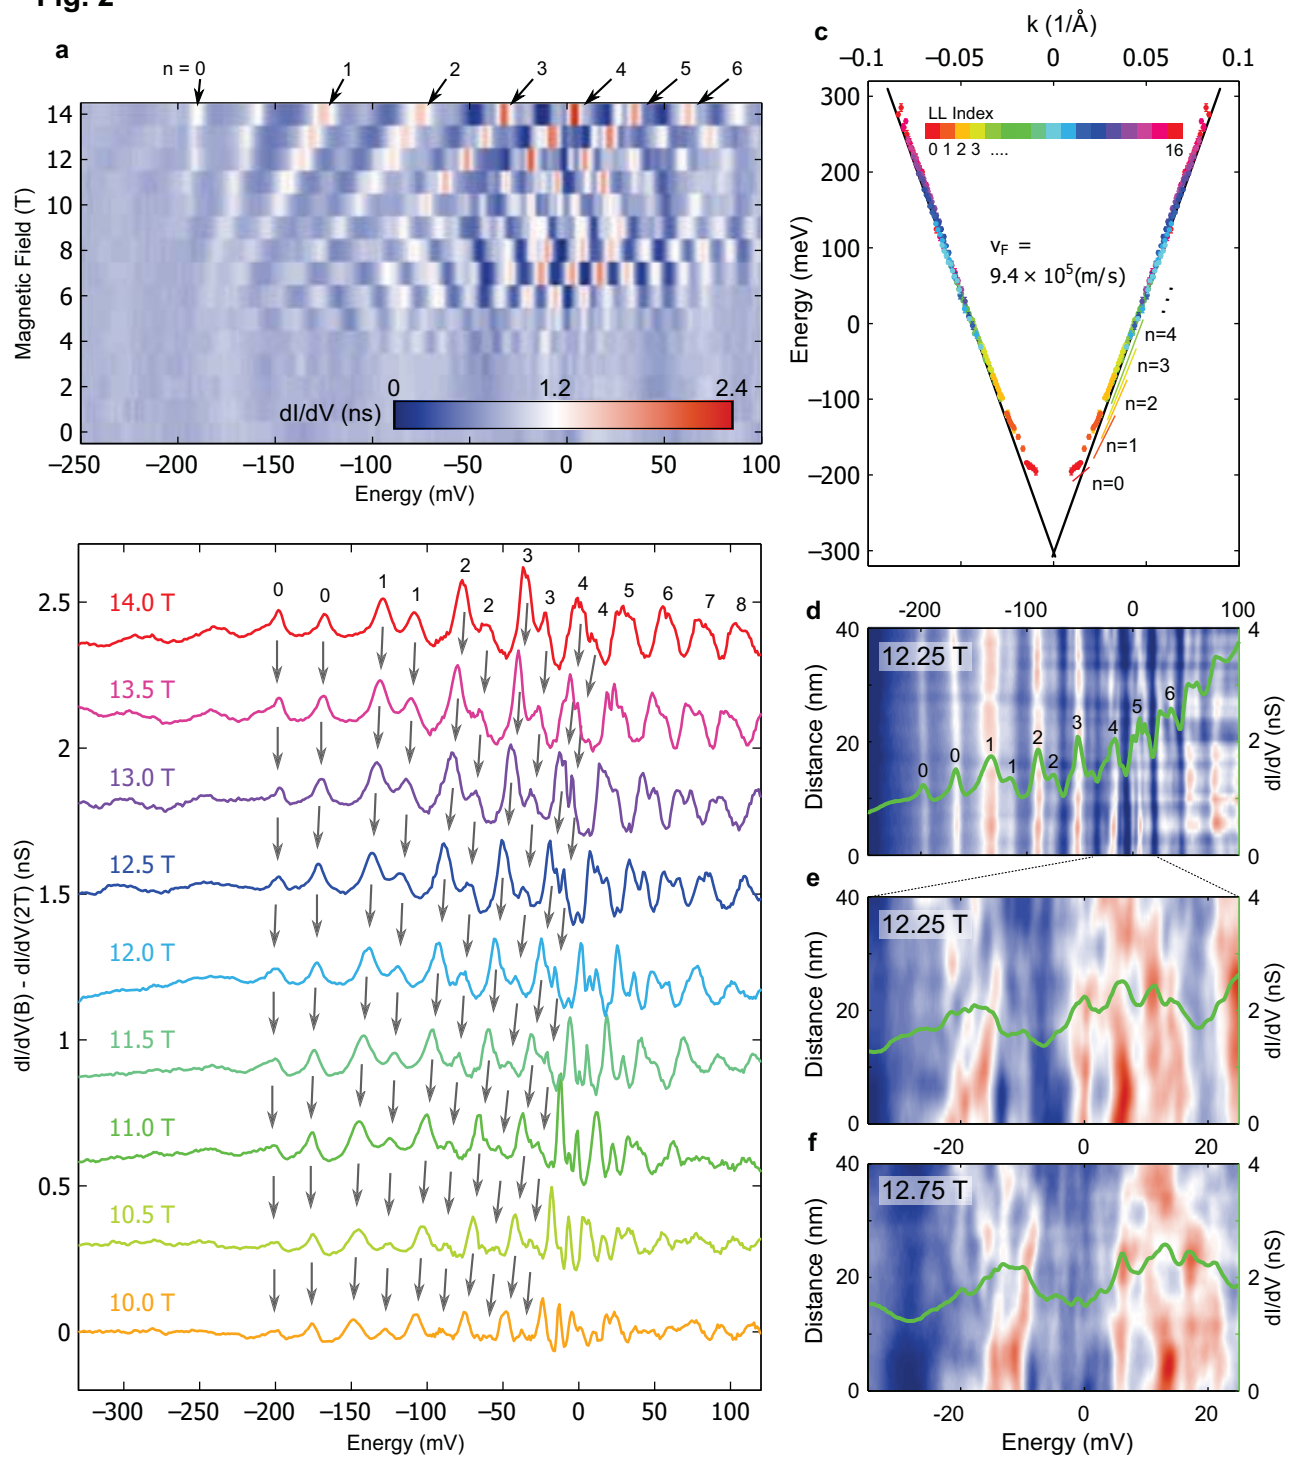 Fig. 2
a
n = 0 1 2 3 4 5 6
14
12
10
8
6
4
2
0
Magnetic Field (T)
0 1.2 2.4
dI/dV (ns)
−250 −200 −150 −100 −50 0 50 100
Energy (mV)
c
k (1/Å)
−0.1 −0.05 0 0.05 0.1
300
200
100
0
−100
−200
−300
Energy (meV)
LL Index
0 1 2 3 .... 16
v_F =
9.4 × 10⁵(m/s)
n=4
n=3
n=2
n=1
n=0
2.5
2
1.5
1
0.5
0
dI/dV(B) - dI/dV(2T) (nS)
0 0 1 1 2 2 3 3 4 4 5 6 7 8
14.0 T
13.5 T
13.0 T
12.5 T
12.0 T
11.5 T
11.0 T
10.5 T
10.0 T
−300 −250 −200 −150 −100 −50 0 50 100
Energy (mV)
d
-200 -100 0 100
40
20
0
Distance (nm)
12.25 T
0 0 1 1 2 2 3 4 5 6
4
2
0
dI/dV (nS)
e
40
20
0
Distance (nm)
12.25 T
4
2
0
dI/dV (nS)
-20 0 20
f
40
20
0
Distance (nm)
12.75 T
4
2
0
dI/dV (nS)
-20 0 20
Energy (mV)